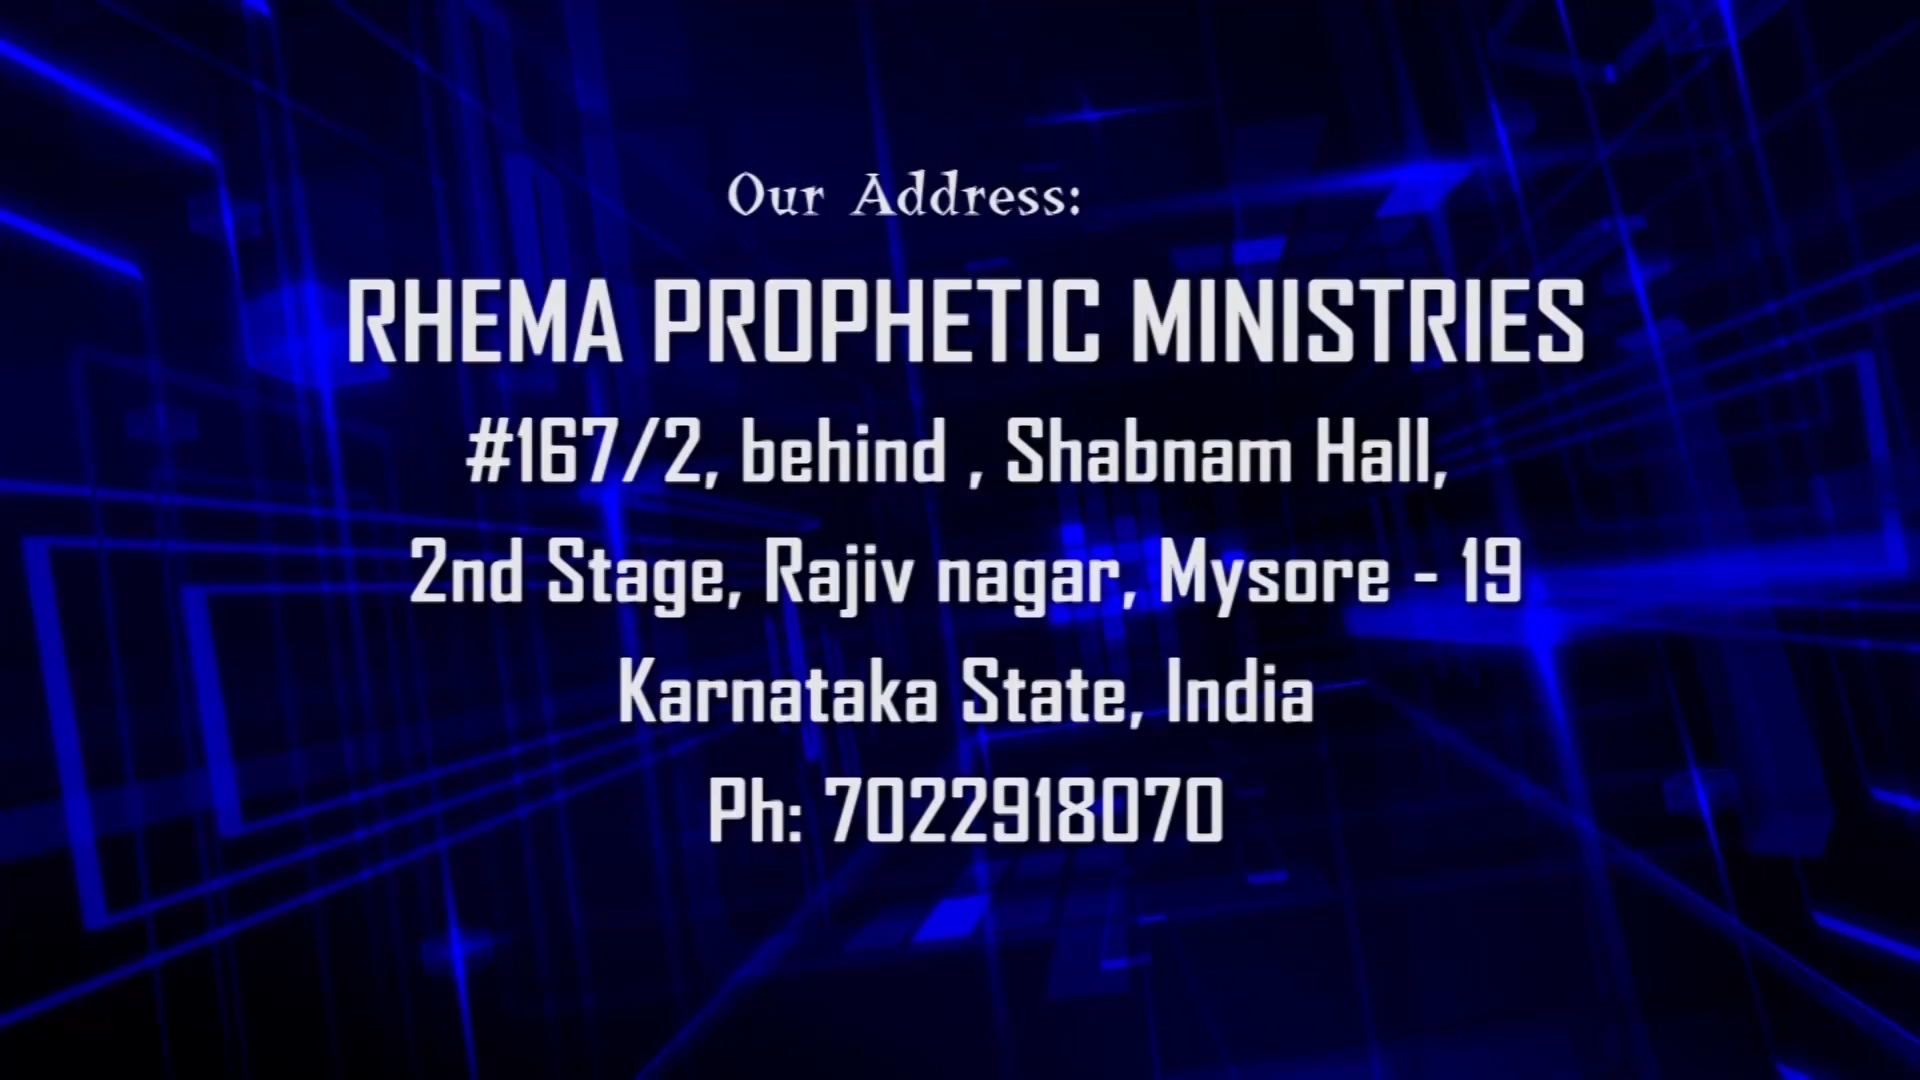 Our Address:
RHEMA PROPHETIC MINISTRIES
#167/2, behind , Shabnam Hall,
2nd Stage, Rajiv nagar, Mysore - 19
Karnataka State, India
Ph: 7022918070